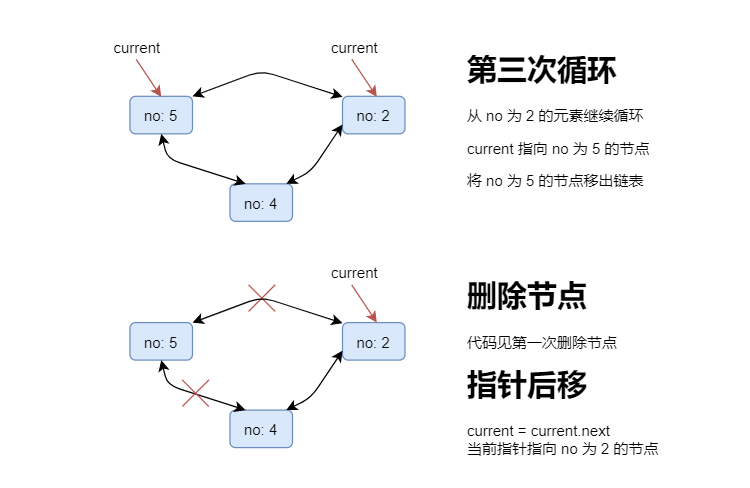 current
current
no: 5
no: 2
no: 4
第三次循环
从 no 为 2 的元素继续循环
current 指向 no 为 5 的节点
将 no 为 5 的节点移出链表
current
no: 5
no: 2
no: 4
删除节点
代码见第一次删除节点
指针后移
current = current.next
当前指针指向 no 为 2 的节点